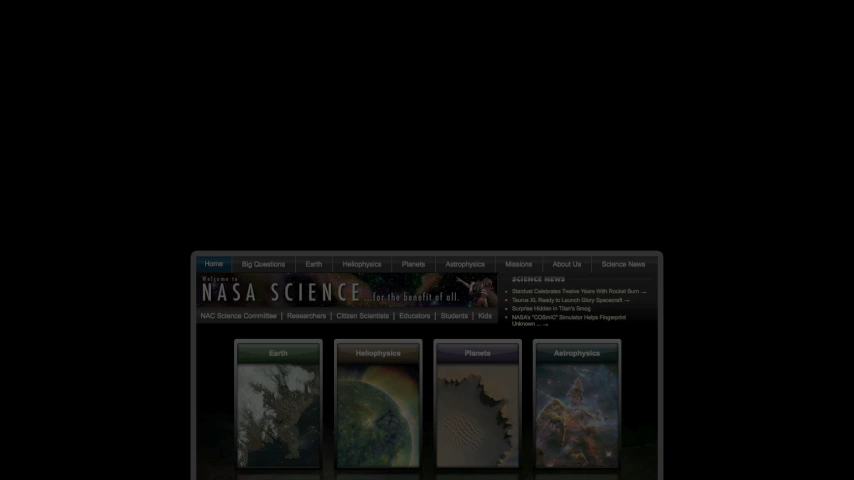 Home Big Questions Earth Heliophysics Planets Astrophysics Missions About Us Science News
Welcome to
NASA SCIENCE ...for the benefit of all.
NAC Science Committee | Researchers | Citizen Scientists | Educators | Students | Kids
SCIENCE NEWS
Stardust Celebrates Twelve Years With Rocket Burn →
Taurus XL Ready to Launch Glory Spacecraft →
Surprise Hidden in Titan's Smog
NASA's "COSmIC" Simulator Helps Fingerprint
Unknown ... →
Earth Heliophysics Planets Astrophysics